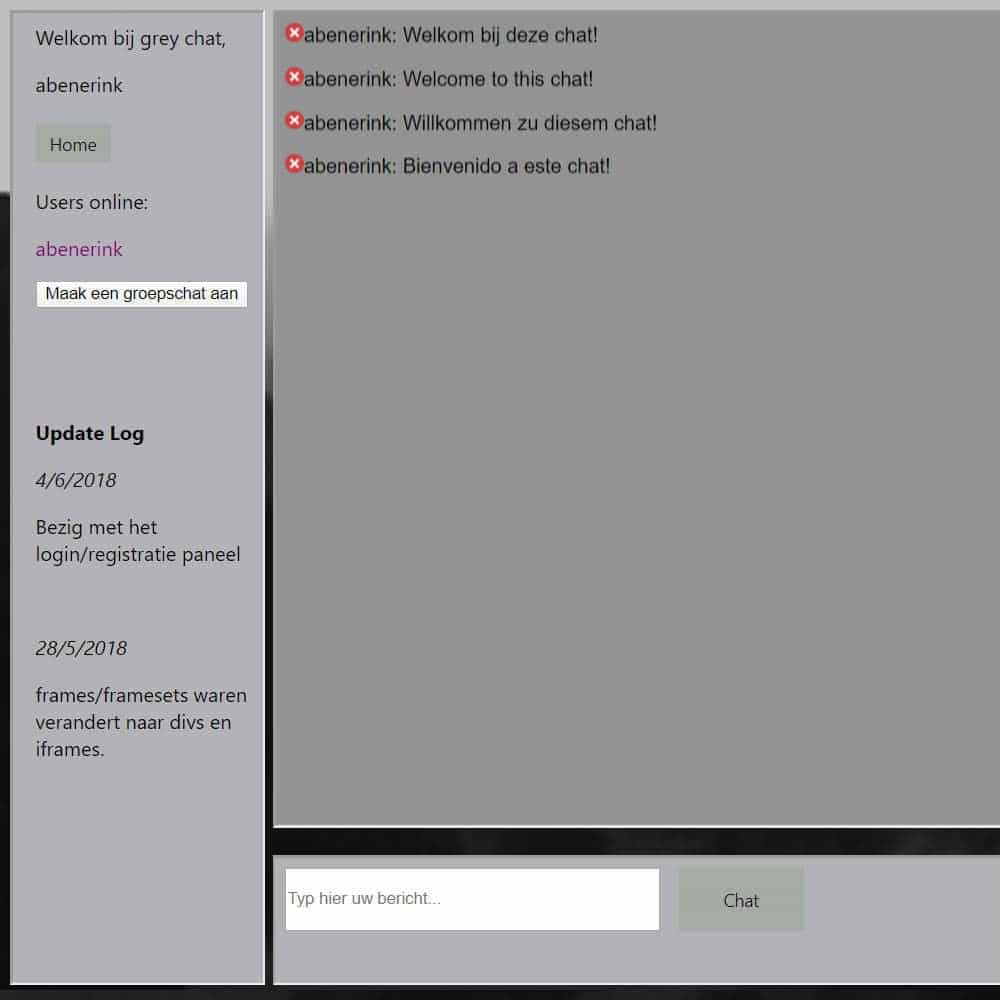 Welkom bij grey chat,
abenerink
Home
Users online:
abenerink
Maak een groepschat aan
Update Log
4/6/2018
Bezig met het
login/registratie paneel
28/5/2018
frames/framesets waren
verandert naar divs en
iframes.
abenerink: Welkom bij deze chat!
abenerink: Welcome to this chat!
abenerink: Willkommen zu diesem chat!
abenerink: Bienvenido a este chat!
Typ hier uw bericht...
Chat